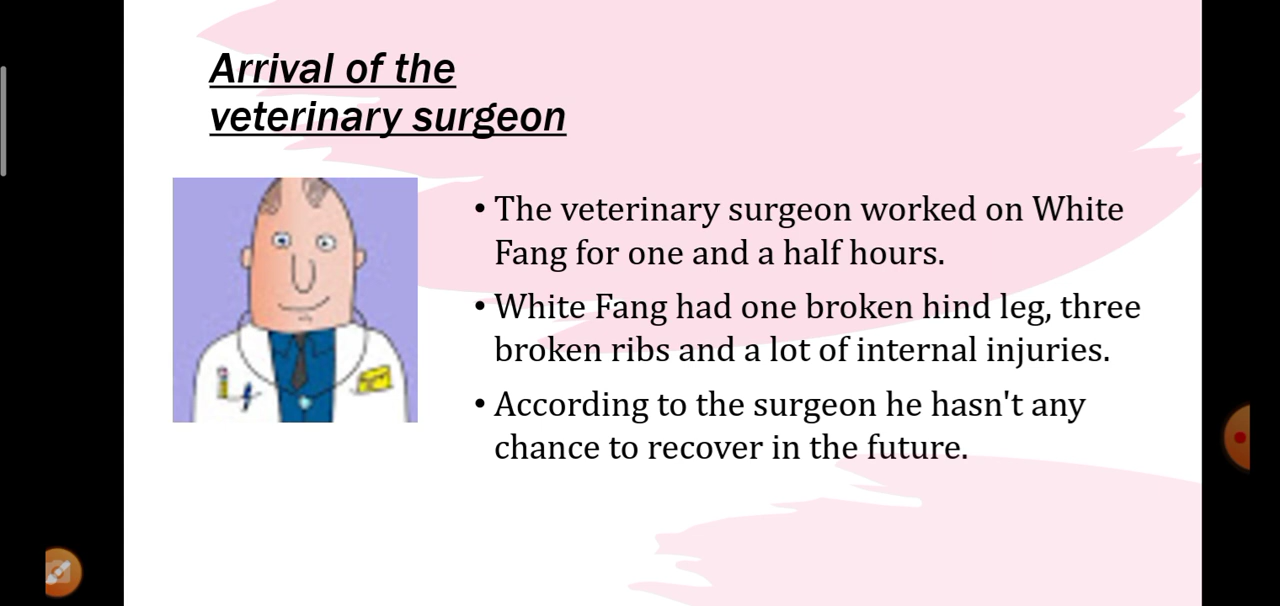 Arrival of the
veterinary surgeon
• The veterinary surgeon worked on White
Fang for one and a half hours.
• White Fang had one broken hind leg, three
broken ribs and a lot of internal injuries.
• According to the surgeon he hasn't any
chance to recover in the future.